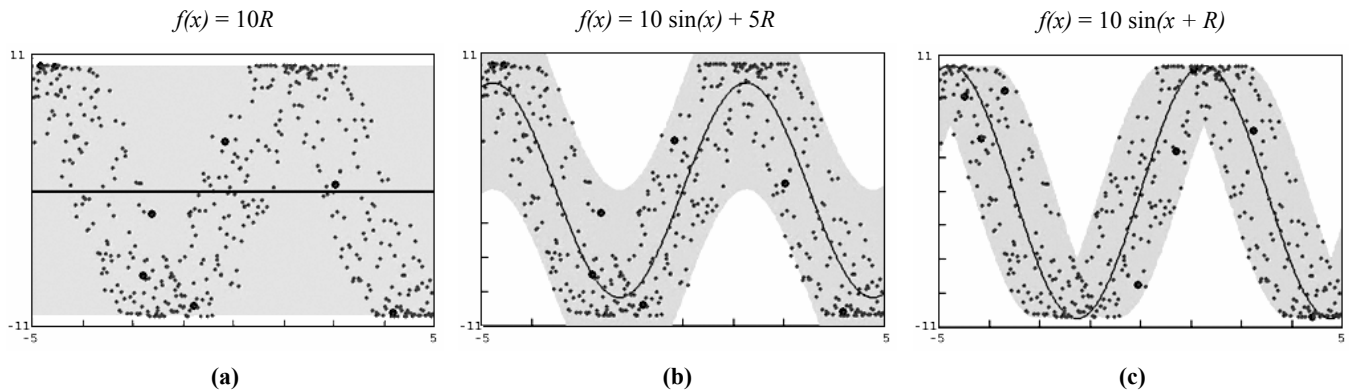 f(x) = 10R
f(x) = 10 sin(x) + 5R
f(x) = 10 sin(x + R)
11
11
11
-11
-11
-11
-5
5
-5
5
-5
5
(a)
(b)
(c)